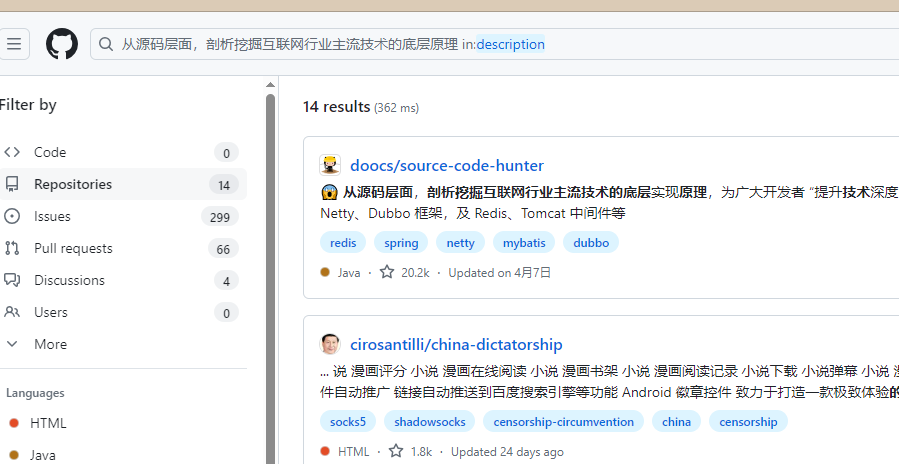 从源码层面，剖析挖掘互联网行业主流技术的底层原理 in:description
Filter by
Code 0
Repositories 14
Issues 299
Pull requests 66
Discussions 4
Users 0
More
Languages
HTML
Java
14 results (362 ms)
doocs/source-code-hunter
😱 从源码层面，剖析挖掘互联网行业主流技术的底层实现原理，为广大开发者 “提升技术深度
Netty、Dubbo 框架，及 Redis、Tomcat 中间件等
redis spring netty mybatis dubbo
Java · 20.2k · Updated on 4月7日
cirosantilli/china-dictatorship
... 说 漫画评分 小说 漫画在线阅读 小说 漫画书架 小说 漫画阅读记录 小说下载 小说弹幕 小说
件自动推广 链接自动推送到百度搜索引擎等功能 Android 徽章控件 致力于打造一款极致体验的
socks5 shadowsocks censorship-circumvention china censorship
HTML · 1.8k · Updated 24 days ago